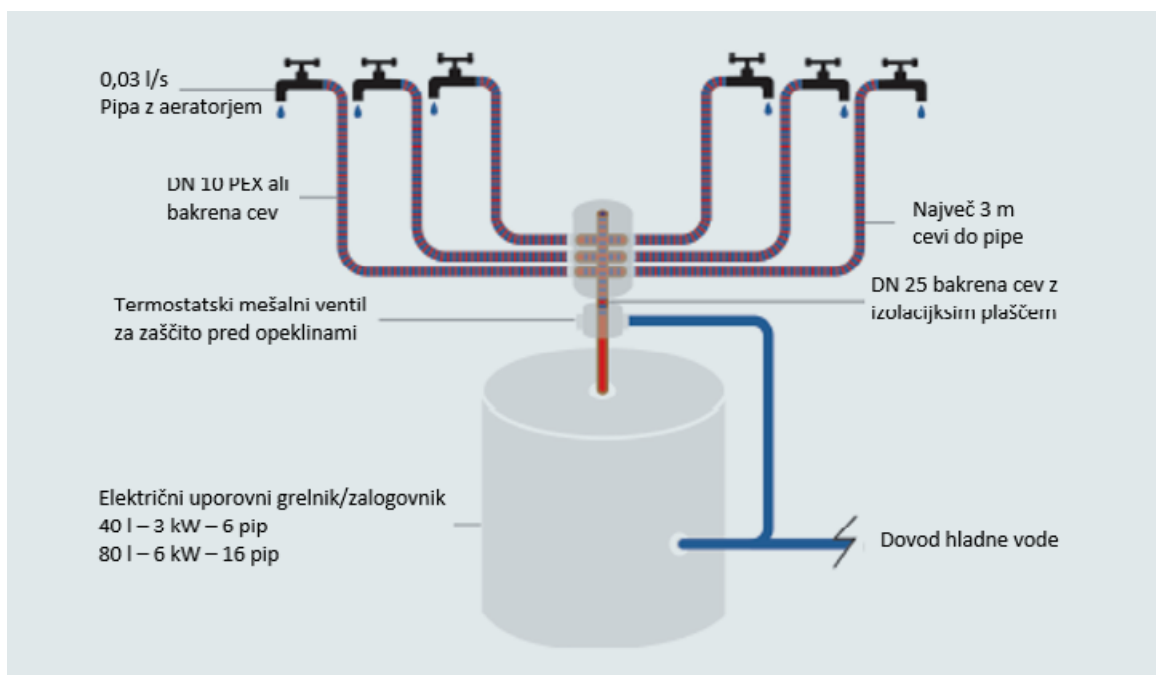 0,03 l/s
Pipa z aeratorjem
DN 10 PEX ali
bakrena cev
Največ 3 m
cevi do pipe
DN 25 bakrena cev z
izolacijksim plaščem
Termostatski mešalni ventil
za zaščito pred opeklinami
Električni uporovni grelnik/zalogovnik
40 l – 3 kW – 6 pip
80 l – 6 kW – 16 pip
Dovod hladne vode